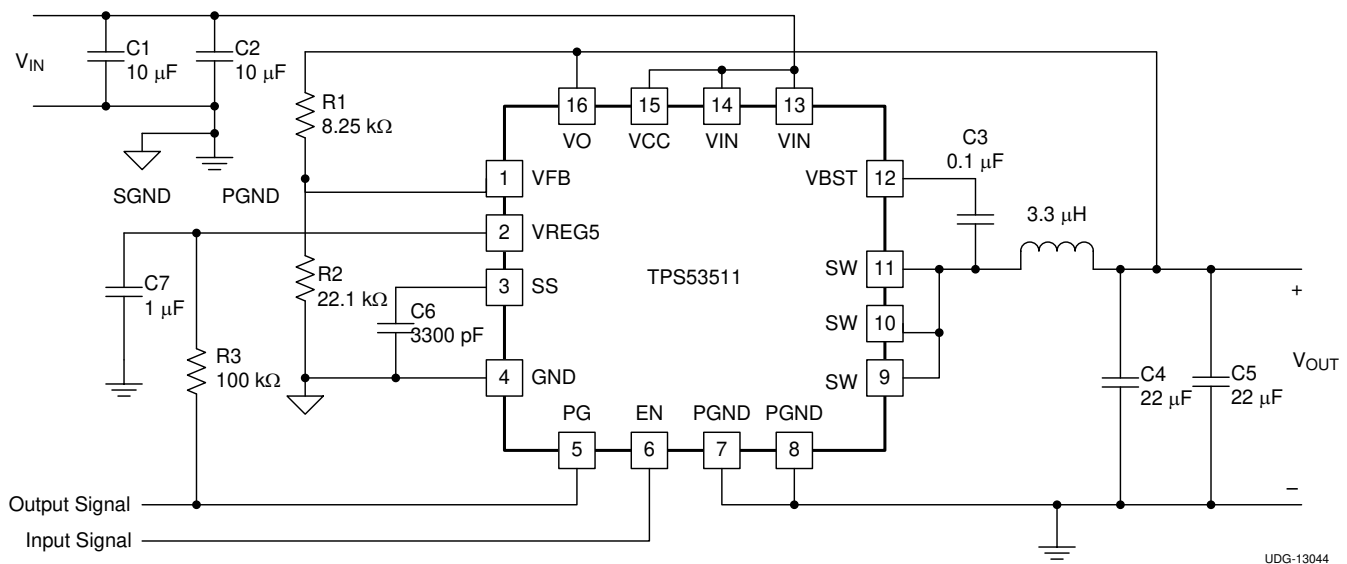 VIN
C1
10 μF
C2
10 μF
SGND
PGND
R1
8.25 kΩ
R2
22.1 kΩ
C7
1 μF
R3
100 kΩ
C6
3300 pF
16
15
14
13
VO
VCC
VIN
VIN
1
VFB
2
VREG5
3
SS
4
GND
TPS53511
VBST
12
SW
11
SW
10
SW
9
PG
EN
PGND
PGND
5
6
7
8
C3
0.1 μF
3.3 μH
C4
22 μF
C5
22 μF
+
VOUT
–
Output Signal
Input Signal
UDG-13044